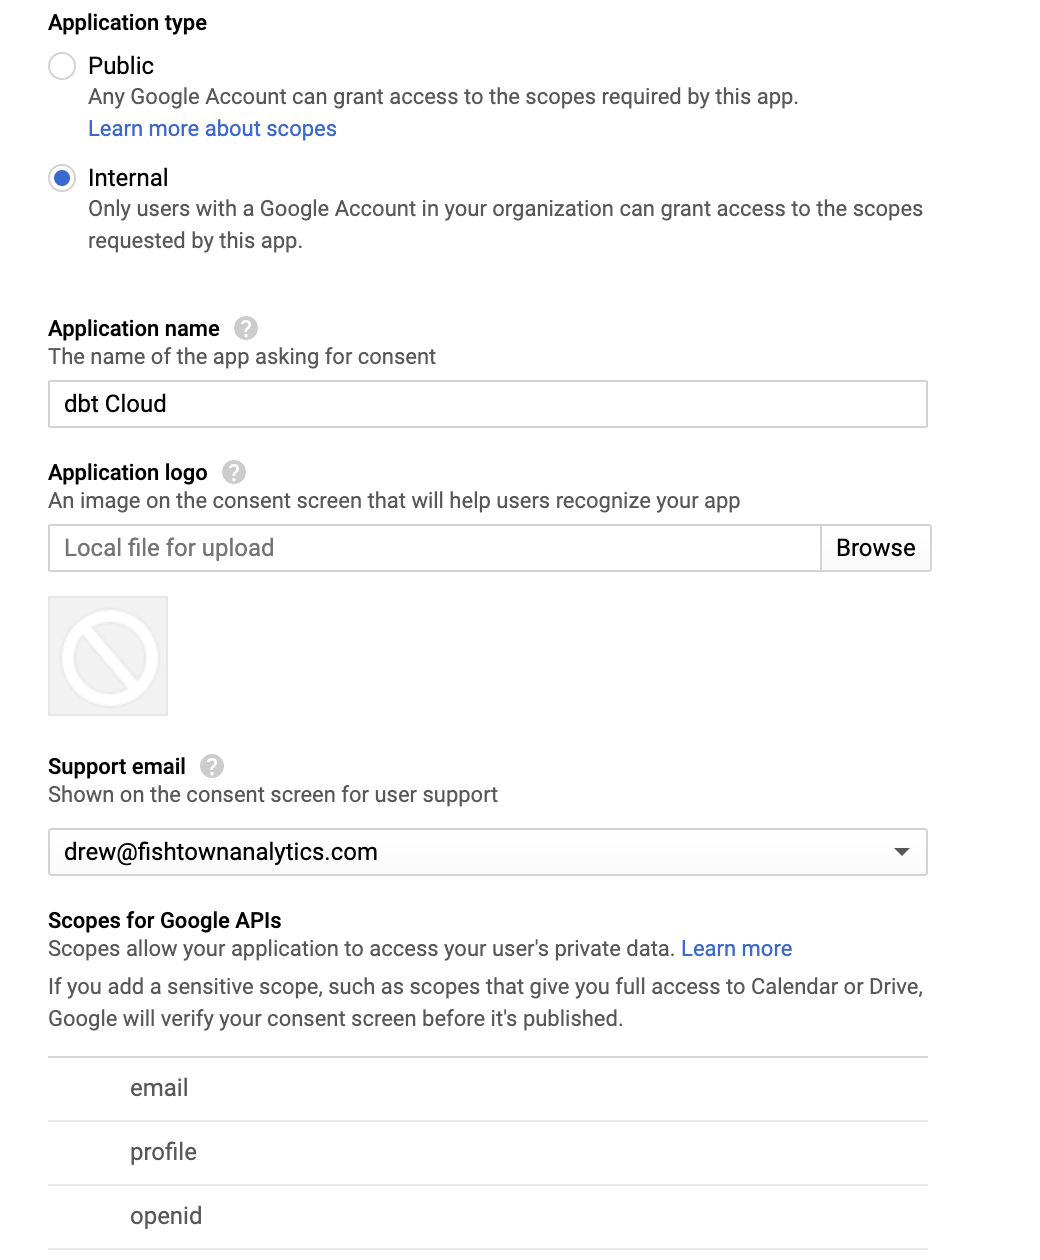 Application type
Public
Any Google Account can grant access to the scopes required by this app.
Learn more about scopes
Internal
Only users with a Google Account in your organization can grant access to the scopes
requested by this app.
Application name ?
The name of the app asking for consent
dbt Cloud
Application logo ?
An image on the consent screen that will help users recognize your app
Local file for upload Browse
Support email ?
Shown on the consent screen for user support
drew@fishtownanalytics.com
Scopes for Google APIs
Scopes allow your application to access your user's private data. Learn more
If you add a sensitive scope, such as scopes that give you full access to Calendar or Drive,
Google will verify your consent screen before it's published.
email
profile
openid